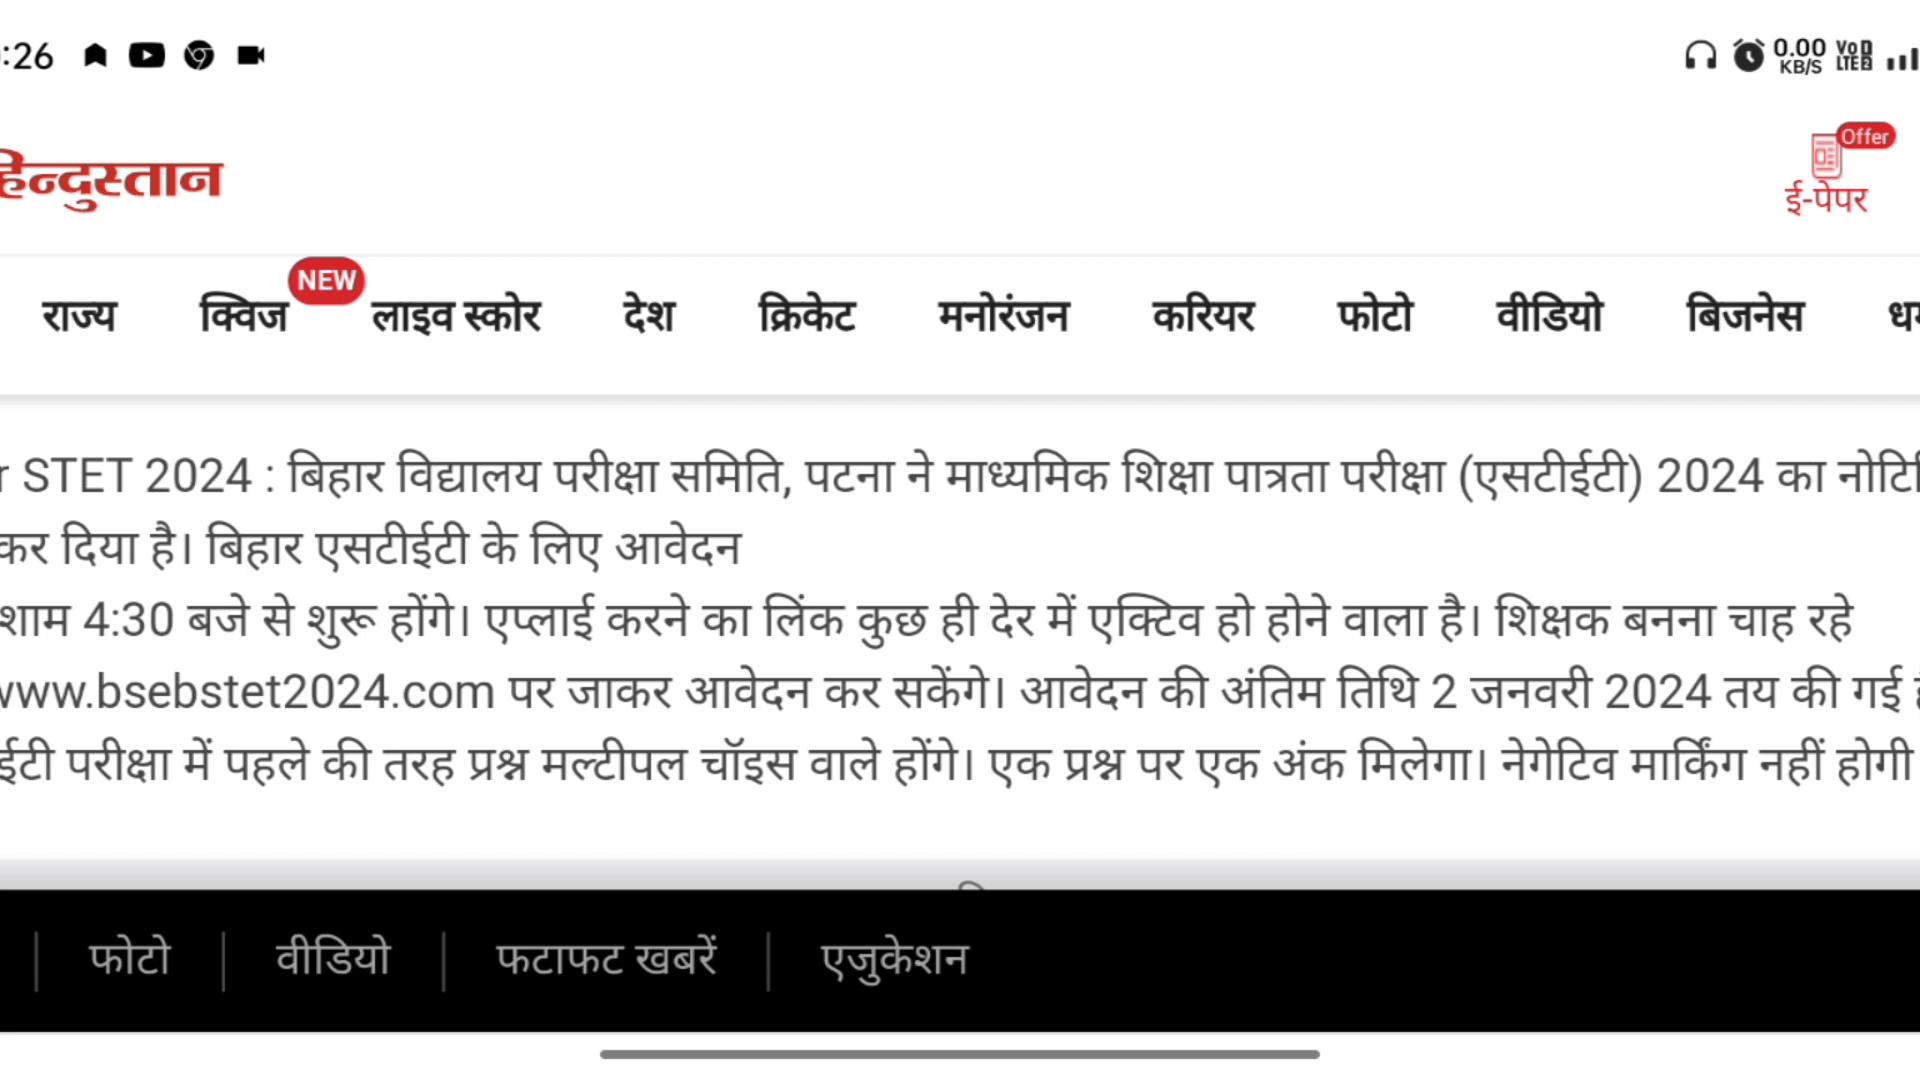 :26 0.00 KB/S VoD LTE 2
हिन्दुस्तान Offer ई-पेपर
NEW
राज्य क्विज लाइव स्कोर देश क्रिकेट मनोरंजन करियर फोटो वीडियो बिजनेस
STET 2024 : बिहार विद्यालय परीक्षा समिति, पटना ने माध्यमिक शिक्षा पात्रता परीक्षा (एसटीईटी) 2024 का
कर दिया है। बिहार एसटीईटी के लिए आवेदन
शाम 4:30 बजे से शुरू होंगे। एप्लाई करने का लिंक कुछ ही देर में एक्टिव हो होने वाला है। शिक्षक बनना चाह रहे
www.bsebstet2024.com पर जाकर आवेदन कर सकेंगे। आवेदन की अंतिम तिथि 2 जनवरी 2024 तय की गई
ईटी परीक्षा में पहले की तरह प्रश्न मल्टीपल चॉइस वाले होंगे। एक प्रश्न पर एक अंक मिलेगा। नेगेटिव मार्किंग नहीं होगी
फोटो वीडियो फटाफट खबरें एजुकेशन